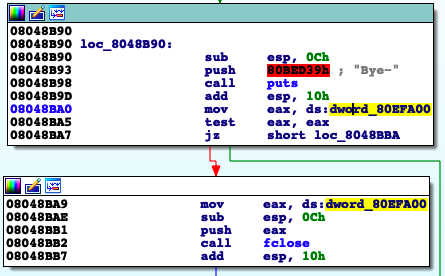 08048B90
08048B90 loc_8048B90:
08048B90 sub esp, 0Ch
08048B93 push 80BED39h ; "Bye~"
08048B98 call puts
08048B9D add esp, 10h
08048BA0 mov eax, ds:dword_80EFA00
08048BA5 test eax, eax
08048BA7 jz short loc_8048BBA
08048BA9 mov eax, ds:dword_80EFA00
08048BAE sub esp, 0Ch
08048BB1 push eax
08048BB2 call fclose
08048BB7 add esp, 10h